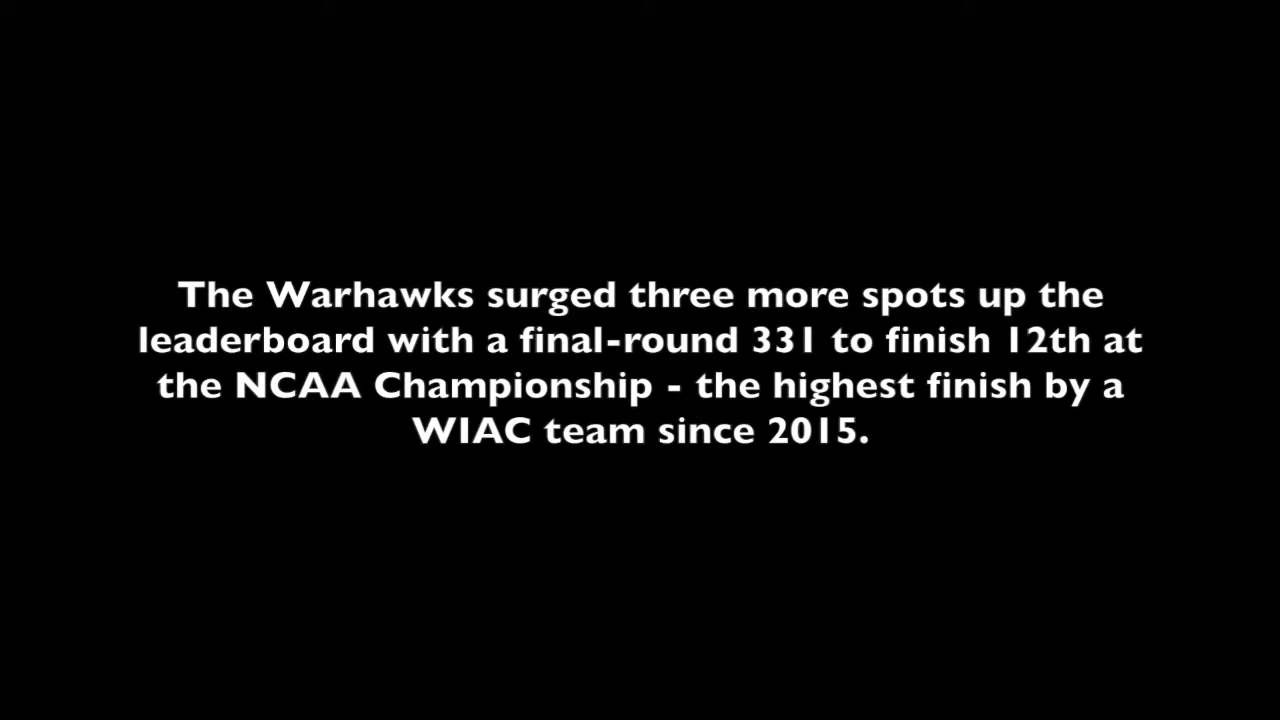 The Warhawks surged three more spots up the
leaderboard with a final-round 331 to finish 12th at
the NCAA Championship - the highest finish by a
WIAC team since 2015.